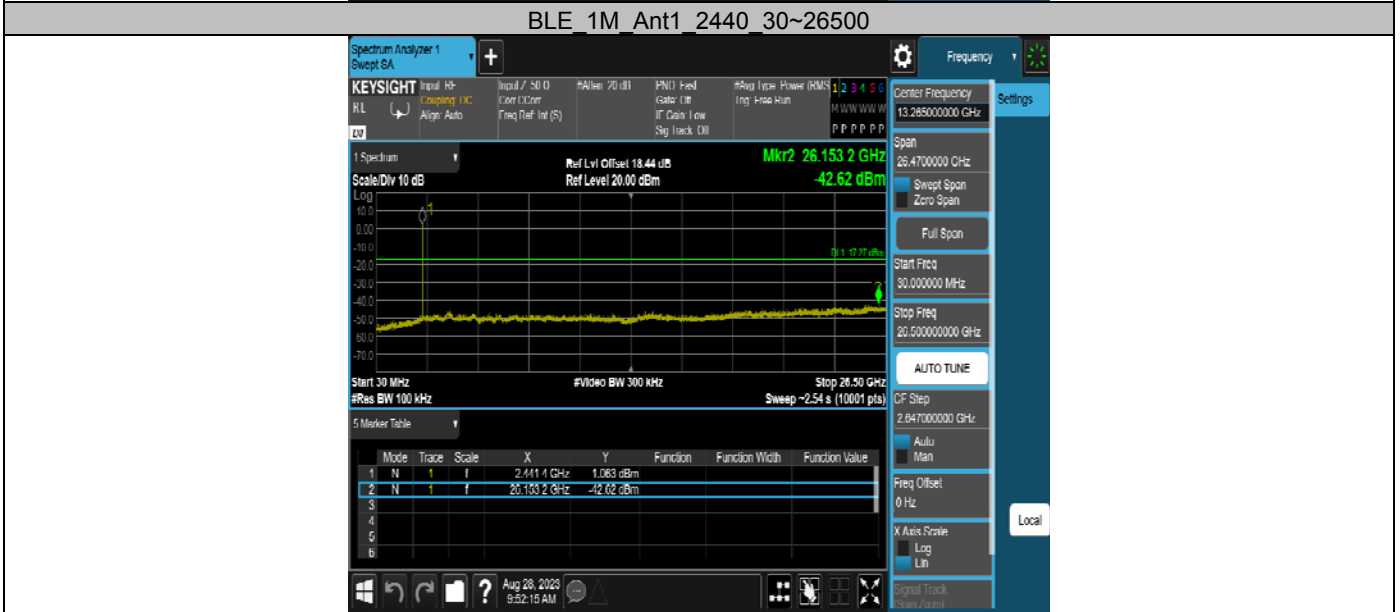 BLE_1M_Ant1_2440_30~26500
Spectrum Analyzer 1
Swept SA
+
Frequency
KEYSIGHT
Input: RF
Coupling: DC
Align: Auto
RL
Input Z: 50 Ω
Corr CCorr
Freq Ref: Int (S)
#Atten: 20 dB
PNO: Fast
Gate: Off
IF Gain: Low
Sig Track: Off
#Avg Type: Power (RMS
Trig: Free Run
1 2 3 4 5 6
M W W W W W
P P P P P P
Center Frequency
13.265000000 GHz
Settings
1 Spectrum
Ref Lvl Offset 18.44 dB
Mkr2 26.153 2 GHz
Scale/Div 10 dB
Ref Level 20.00 dBm
-42.62 dBm
Span
26.4700000 GHz
Swept Span
Zero Span
Full Span
Log
10.0
0.00
-10.0
-20.0
-30.0
-40.0
-50.0
-60.0
-70.0
1
Start Freq
30.000000 MHz
Stop Freq
26.500000000 GHz
AUTO TUNE
Start 30 MHz
#Video BW 300 kHz
Stop 26.50 GHz
#Res BW 100 kHz
Sweep ~2.54 s (10001 pts)
CF Step
2.647000000 GHz
Auto
Man
5 Marker Table
Mode Trace Scale X Y Function Function Width Function Value
1 N 1 f 2.441 4 GHz 1.063 dBm
2 N 1 f 26.153 2 GHz -42.62 dBm
3
4
5
6
Freq Offset
0 Hz
Local
X Axis Scale
Log
Lin
?
Aug 28, 2023
9:52:15 AM
Signal Track
(Span Zoom)